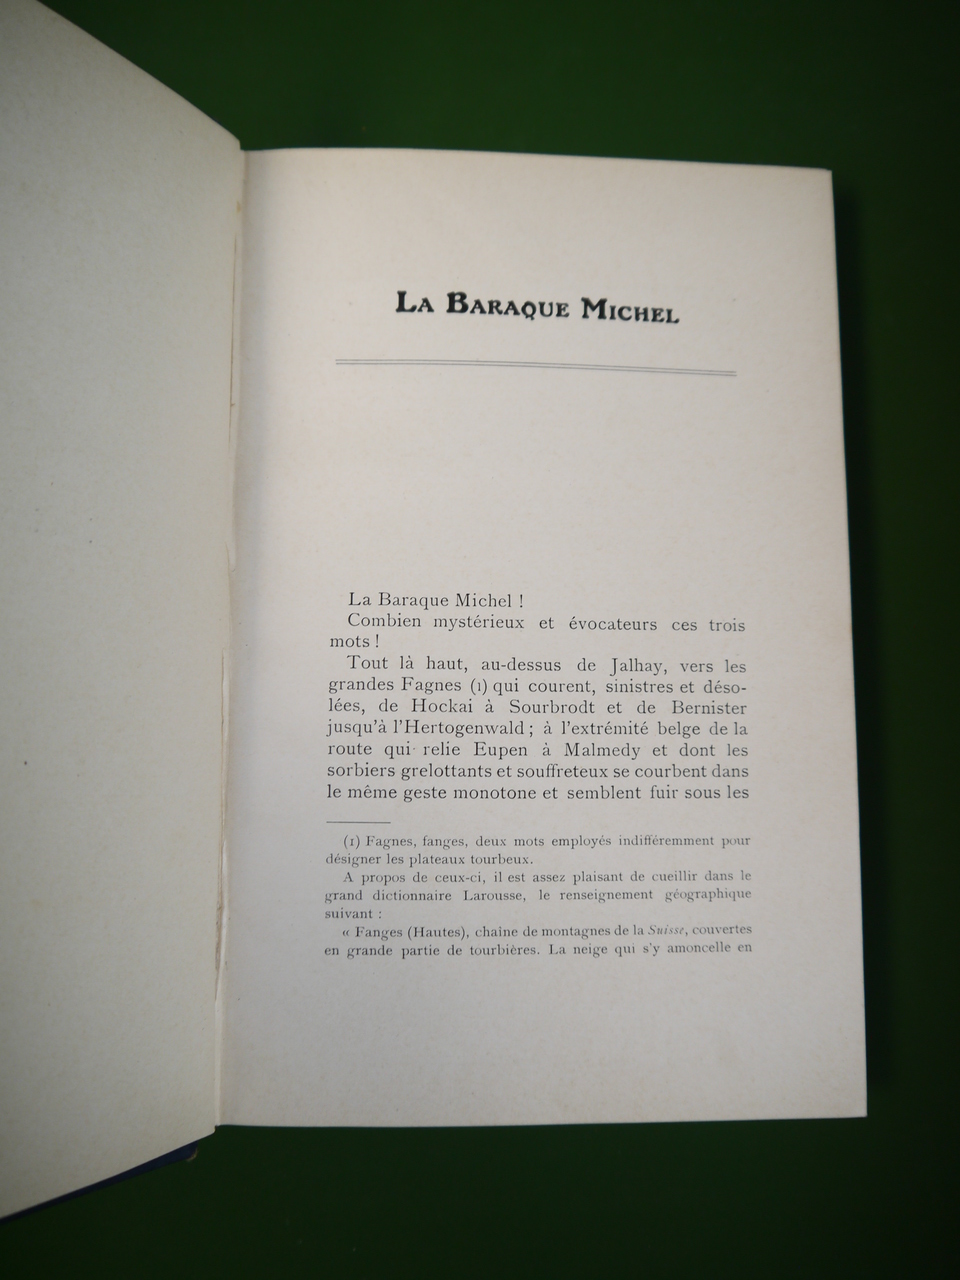 La Baraque Michel
La Baraque Michel !
Combien mystérieux et évocateurs ces trois
mots !
Tout là haut, au-dessus de Jalhay, vers les
grandes Fagnes (1) qui courent, sinistres et déso-
lées, de Hockai à Sourbrodt et de Bernister
jusqu'à l'Hertogenwald ; à l'extrémité belge de la
route qui relie Eupen à Malmedy et dont les
sorbiers grelottants et souffreteux se courbent dans
le même geste monotone et semblent fuir sous les
(1) Fagnes, fanges, deux mots employés indifféremment pour
désigner les plateaux tourbeux.
A propos de ceux-ci, il est assez plaisant de cueillir dans le
grand dictionnaire Larousse, le renseignement géographique
suivant :
« Fanges (Hautes), chaîne de montagnes de la Suisse, couvertes
en grande partie de tourbières. La neige qui s'y amoncelle en